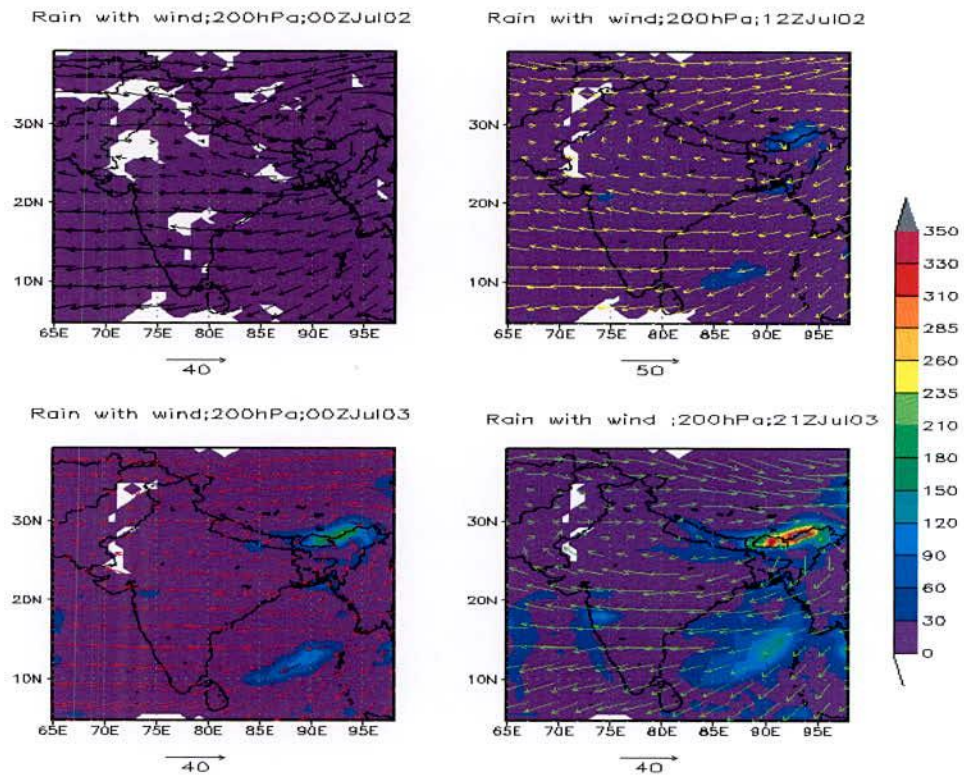 Rain with wind;200hPa;00ZJul02
30N
20N
10N
65E 70E 75E 80E 85E 90E 95E
40
Rain with wind;200hPa;12ZJul02
30N
20N
10N
65E 70E 75E 80E 85E 90E 95E
50
Rain with wind;200hPa;00ZJul03
30N
20N
10N
65E 70E 75E 80E 85E 90E 95E
40
Rain with wind ;200hPa;21ZJul03
30N
20N
10N
65E 70E 75E 80E 85E 90E 95E
40
350
330
310
285
260
235
210
180
150
120
90
60
30
0